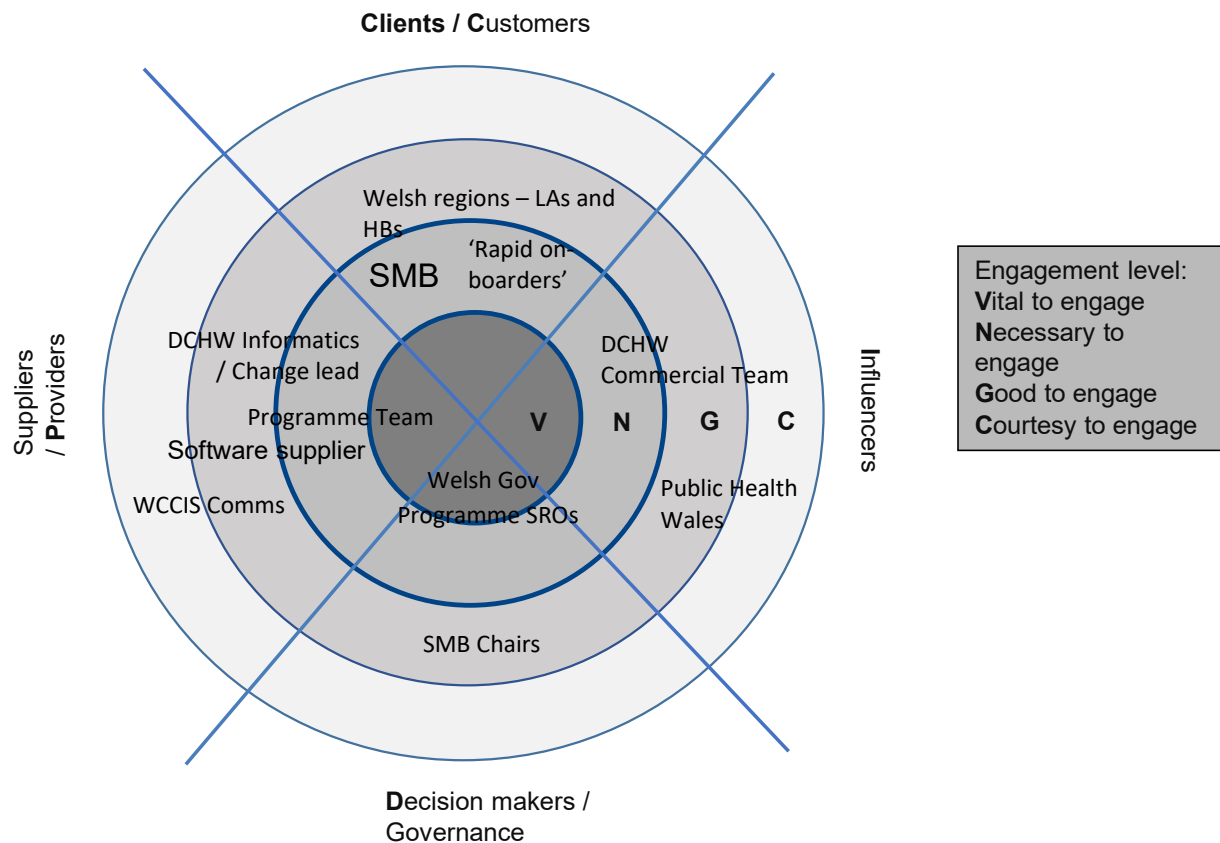 Clients / Customers
Welsh regions – LAs and
HBs
‘Rapid on-
boarders’
SMB
DCHW Informatics
/ Change lead
DCHW
Commercial Team
Programme Team
Software supplier
V
N
G
C
WCCIS Comms
Welsh Gov
Programme SROs
Public Health
Wales
SMB Chairs
Suppliers
/ Providers
Influencers
Decision makers /
Governance
Engagement level:
Vital to engage
Necessary to
engage
Good to engage
Courtesy to engage